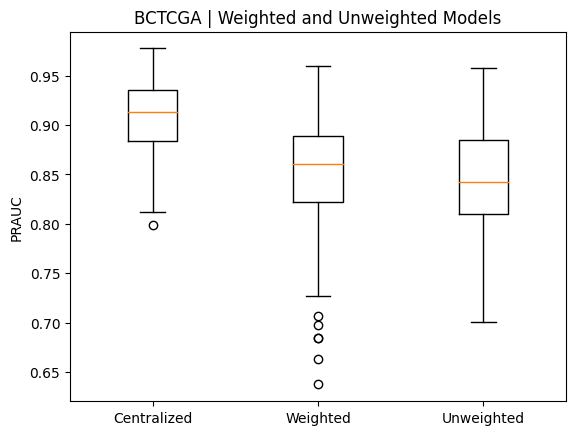 BCTCGA | Weighted and Unweighted Models
PRAUC
0.95
0.90
0.85
0.80
0.75
0.70
0.65
Centralized
Weighted
Unweighted